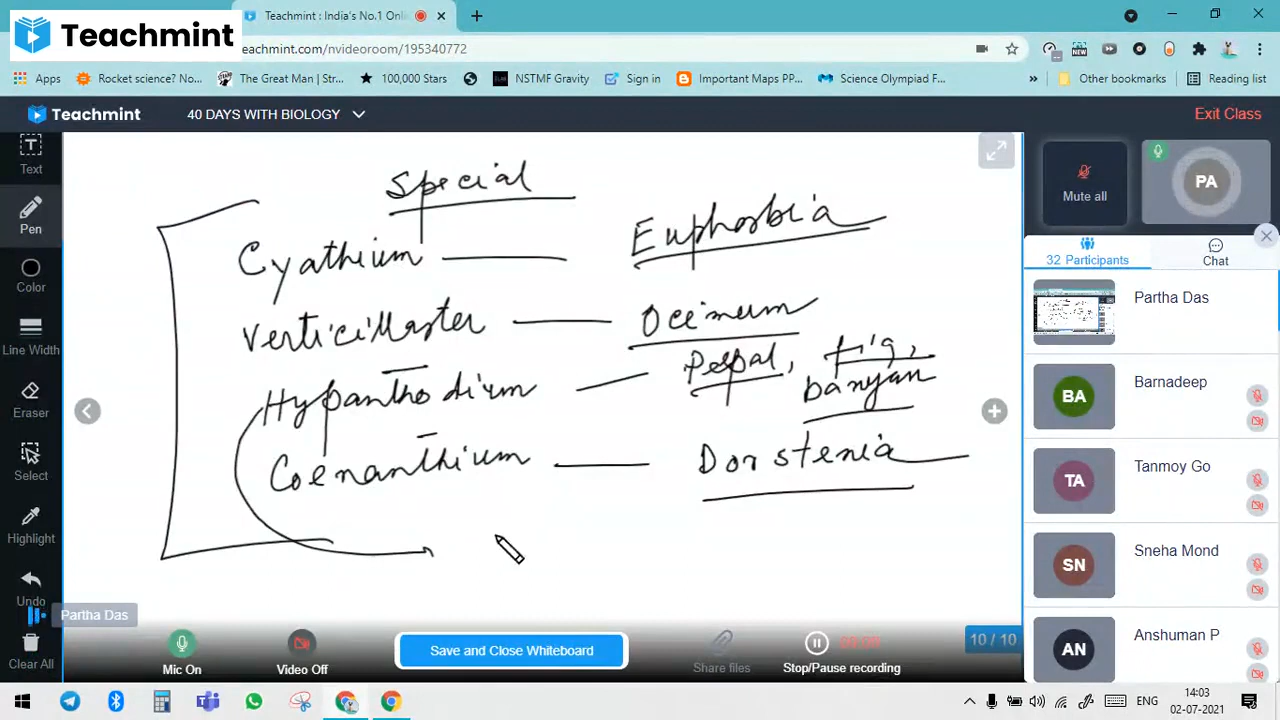 Teachmint : India's No.1 Onli
Teachmint
eachmint.com/nvideoroom/195340772
Apps
Rocket science? No...
The Great Man | Str...
100,000 Stars
NSTMF Gravity
Sign in
Important Maps PP...
Science Olympiad F...
»
Other bookmarks
Reading list
Teachmint
40 DAYS WITH BIOLOGY
Exit Class
Text
Pen
Color
Line Width
Eraser
Select
Highlight
Undo
Clear All
Special
Cyathium — Euphorbia
Verticillaster — Ocimum
Hypanthodium — Peepal, fig,
banyan
Coenanthium — Dorstenia
Mute all
PA
32 Participants
Chat
Partha Das
BA
Barnadeep
TA
Tanmoy Go
SN
Sneha Mond
AN
Anshuman P
Partha Das
Mic On
Video Off
Save and Close Whiteboard
Share files
Stop/Pause recording
10 / 10
ENG
14:03
02-07-2021